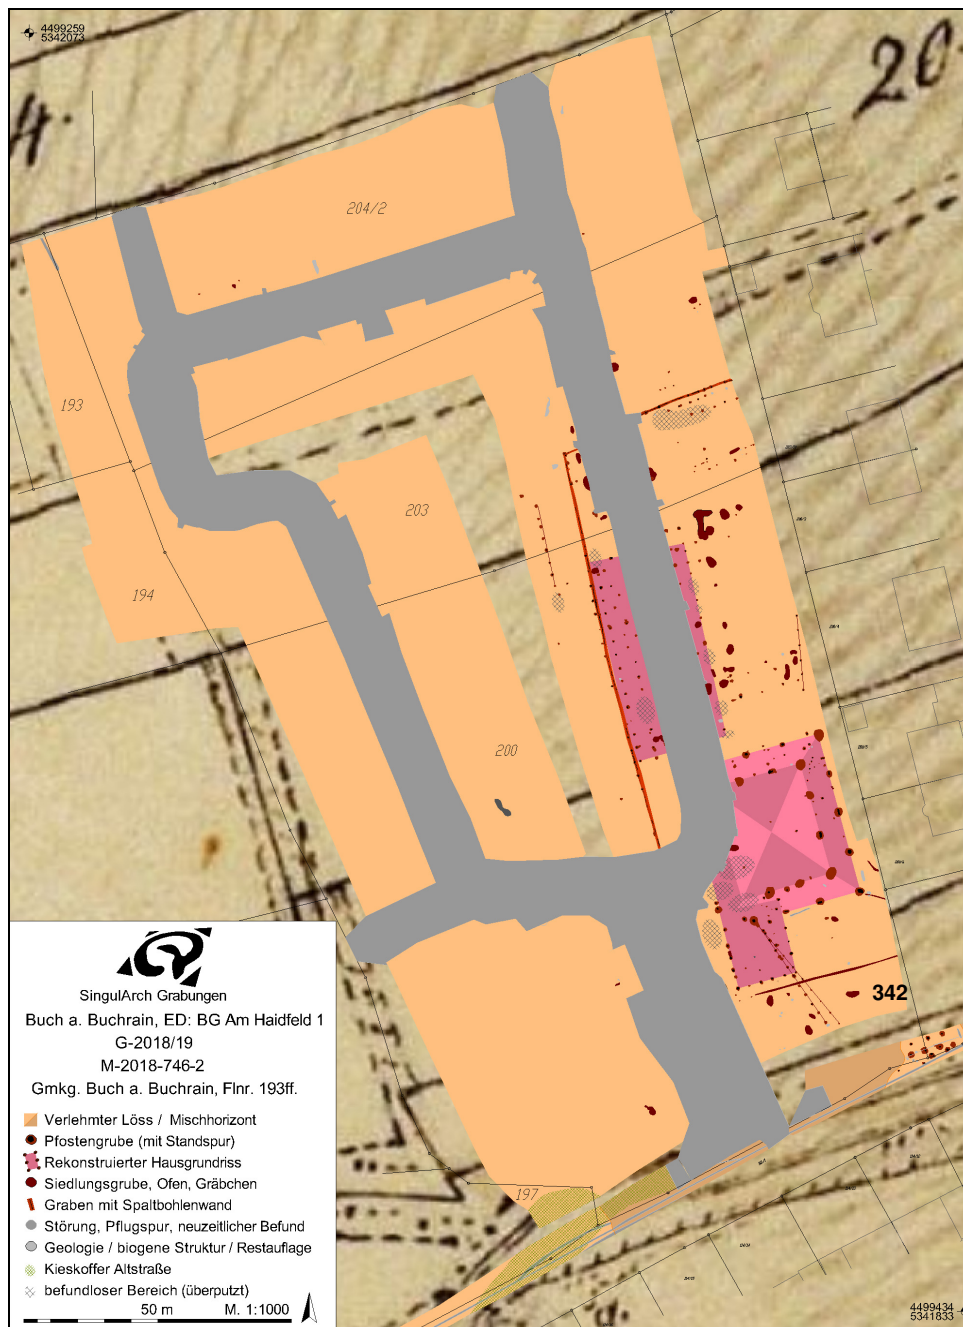 4499259
5342073
20
4.
204/2
193
203
194
200
342
197
SingulArch Grabungen
Buch a. Buchrain, ED: BG Am Haidfeld 1
G-2018/19
M-2018-746-2
Gmkg. Buch a. Buchrain, Flnr. 193ff.
Verlehmter Löss / Mischhorizont
Pfostengrube (mit Standspur)
Rekonstruierter Hausgrundriss
Siedlungsgrube, Ofen, Gräbchen
Graben mit Spaltbohlenwand
Störung, Pflugspur, neuzeitlicher Befund
Geologie / biogene Struktur / Restauflage
Kieskoffer Altstraße
befundloser Bereich (überputzt)
50 m M. 1:1000
4499434
5341833